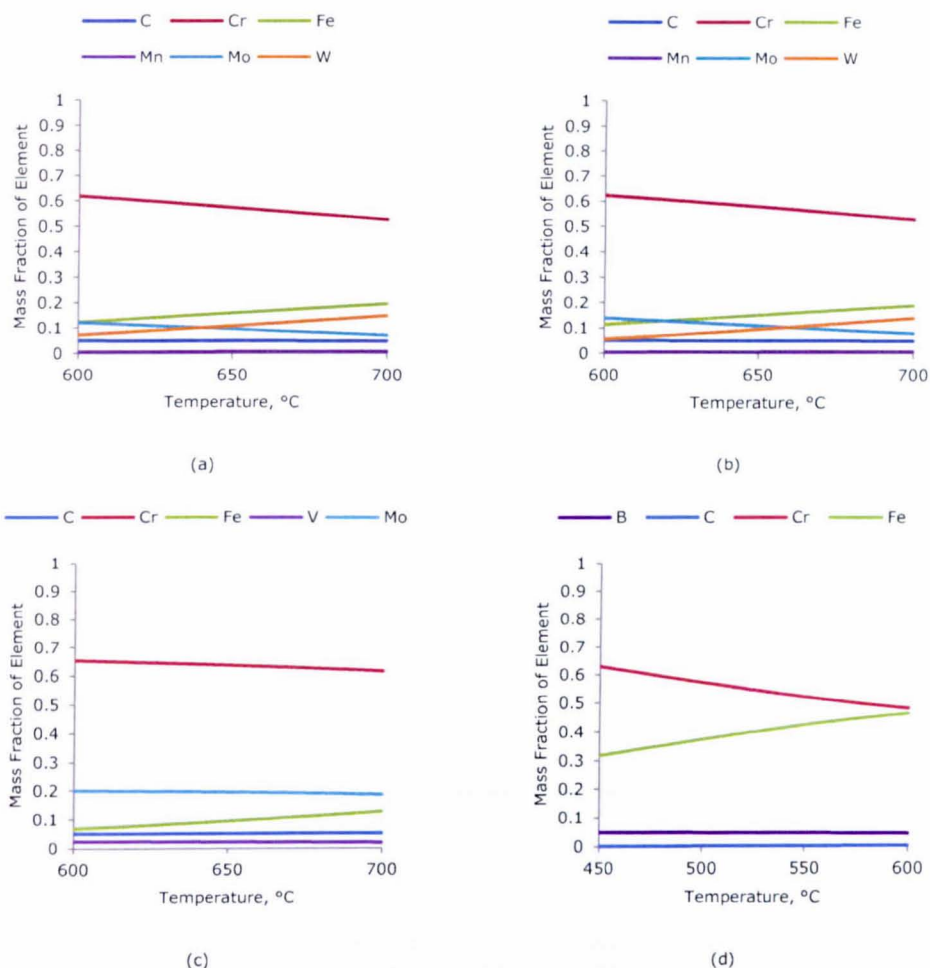 C Cr Fe
Mn Mo W
Mass Fraction of Element
1
0.9
0.8
0.7
0.6
0.5
0.4
0.3
0.2
0.1
0
600 650 700
Temperature, °C
(a)
C Cr Fe
Mn Mo W
Mass Fraction of Element
1
0.9
0.8
0.7
0.6
0.5
0.4
0.3
0.2
0.1
0
600 650 700
Temperature, °C
(b)
C Cr Fe V Mo
Mass Fraction of Element
1
0.9
0.8
0.7
0.6
0.5
0.4
0.3
0.2
0.1
0
600 650 700
Temperature, °C
(c)
B C Cr Fe
Mass Fraction of Element
1
0.9
0.8
0.7
0.6
0.5
0.4
0.3
0.2
0.1
0
450 500 550 600
Temperature, °C
(d)